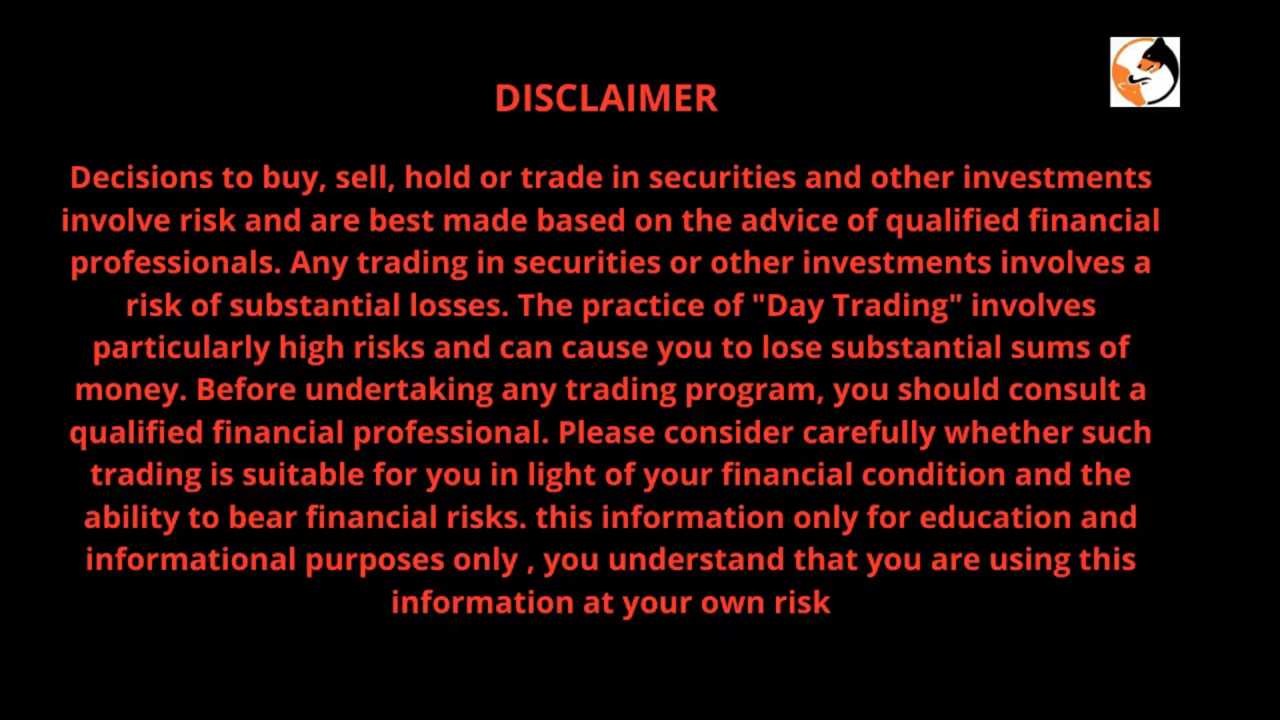 DISCLAIMER
Decisions to buy, sell, hold or trade in securities and other investments
involve risk and are best made based on the advice of qualified financial
professionals. Any trading in securities or other investments involves a
risk of substantial losses. The practice of "Day Trading" involves
particularly high risks and can cause you to lose substantial sums of
money. Before undertaking any trading program, you should consult a
qualified financial professional. Please consider carefully whether such
trading is suitable for you in light of your financial condition and the
ability to bear financial risks. this information only for education and
informational purposes only , you understand that you are using this
information at your own risk